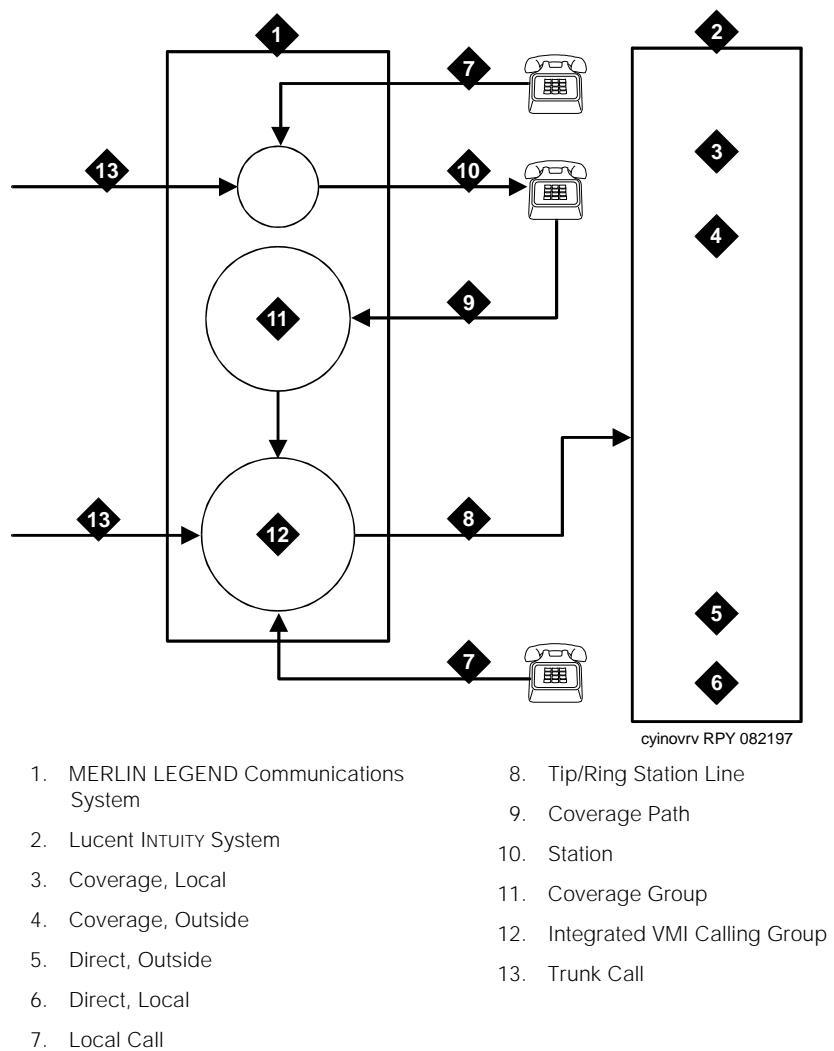 1
2
7
3
13
10
4
9
11
13
8
12
5
7
6
cyinovrv RPY 082197
1. MERLIN LEGEND Communications
System
2. Lucent INTUITY System
3. Coverage, Local
4. Coverage, Outside
5. Direct, Outside
6. Direct, Local
7. Local Call
8. Tip/Ring Station Line
9. Coverage Path
10. Station
11. Coverage Group
12. Integrated VMI Calling Group
13. Trunk Call